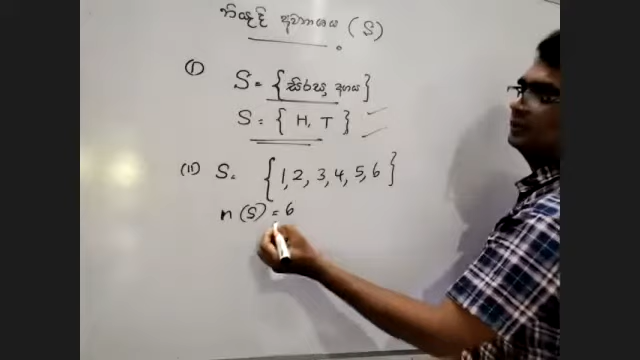 නියැදි අවකාශය (S)
(I) S = {සිරස, අගය}
S = {H, T}
(II) S = {1, 2, 3, 4, 5, 6}
n (S) = 6